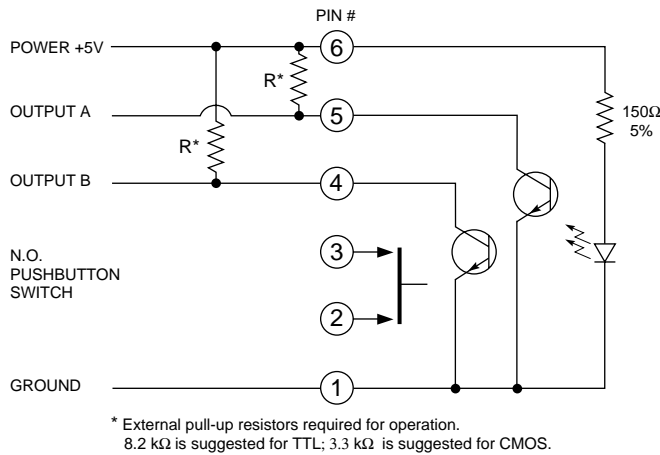 PIN #
POWER +5V
6
R*
OUTPUT A
5
150Ω
5%
R*
OUTPUT B
4
N.O.
PUSHBUTTON
SWITCH
3
2
GROUND
1
* External pull-up resistors required for operation.
8.2 kΩ is suggested for TTL; 3.3 kΩ is suggested for CMOS.